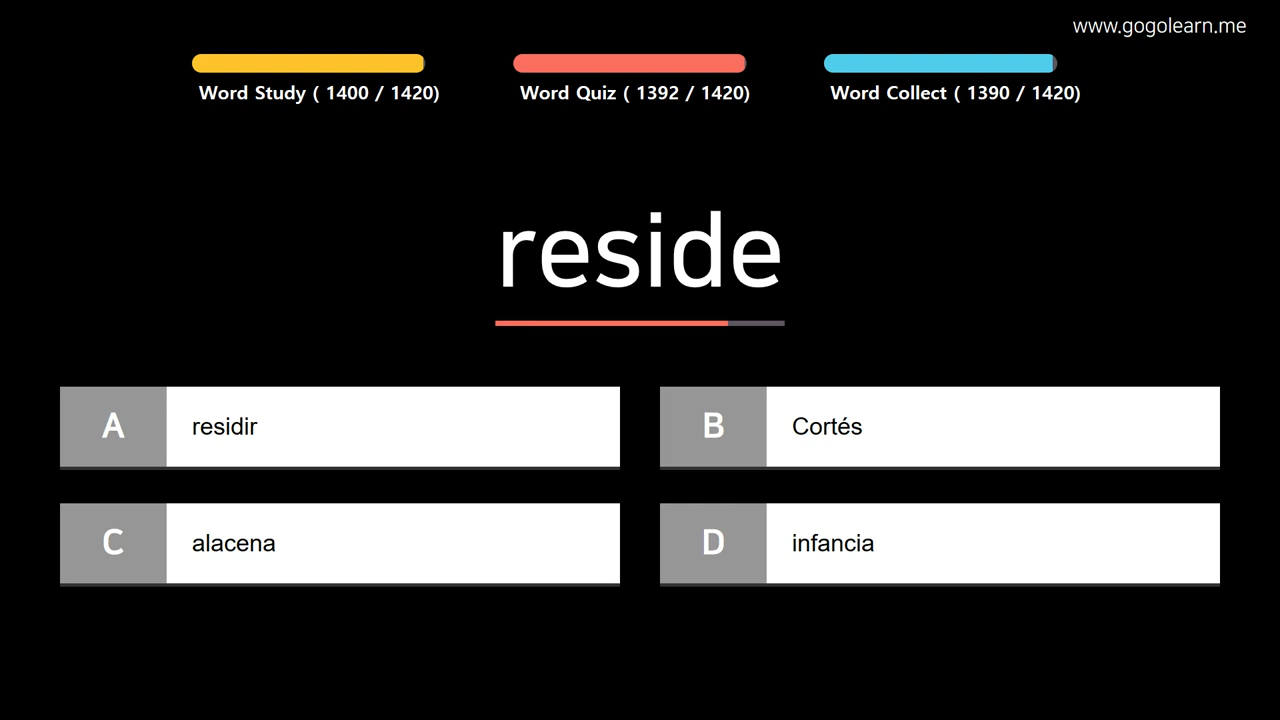 www.gogolearn.me
Word Study ( 1400 / 1420)
Word Quiz ( 1392 / 1420)
Word Collect ( 1390 / 1420)
reside
A residir
B Cortés
C alacena
D infancia